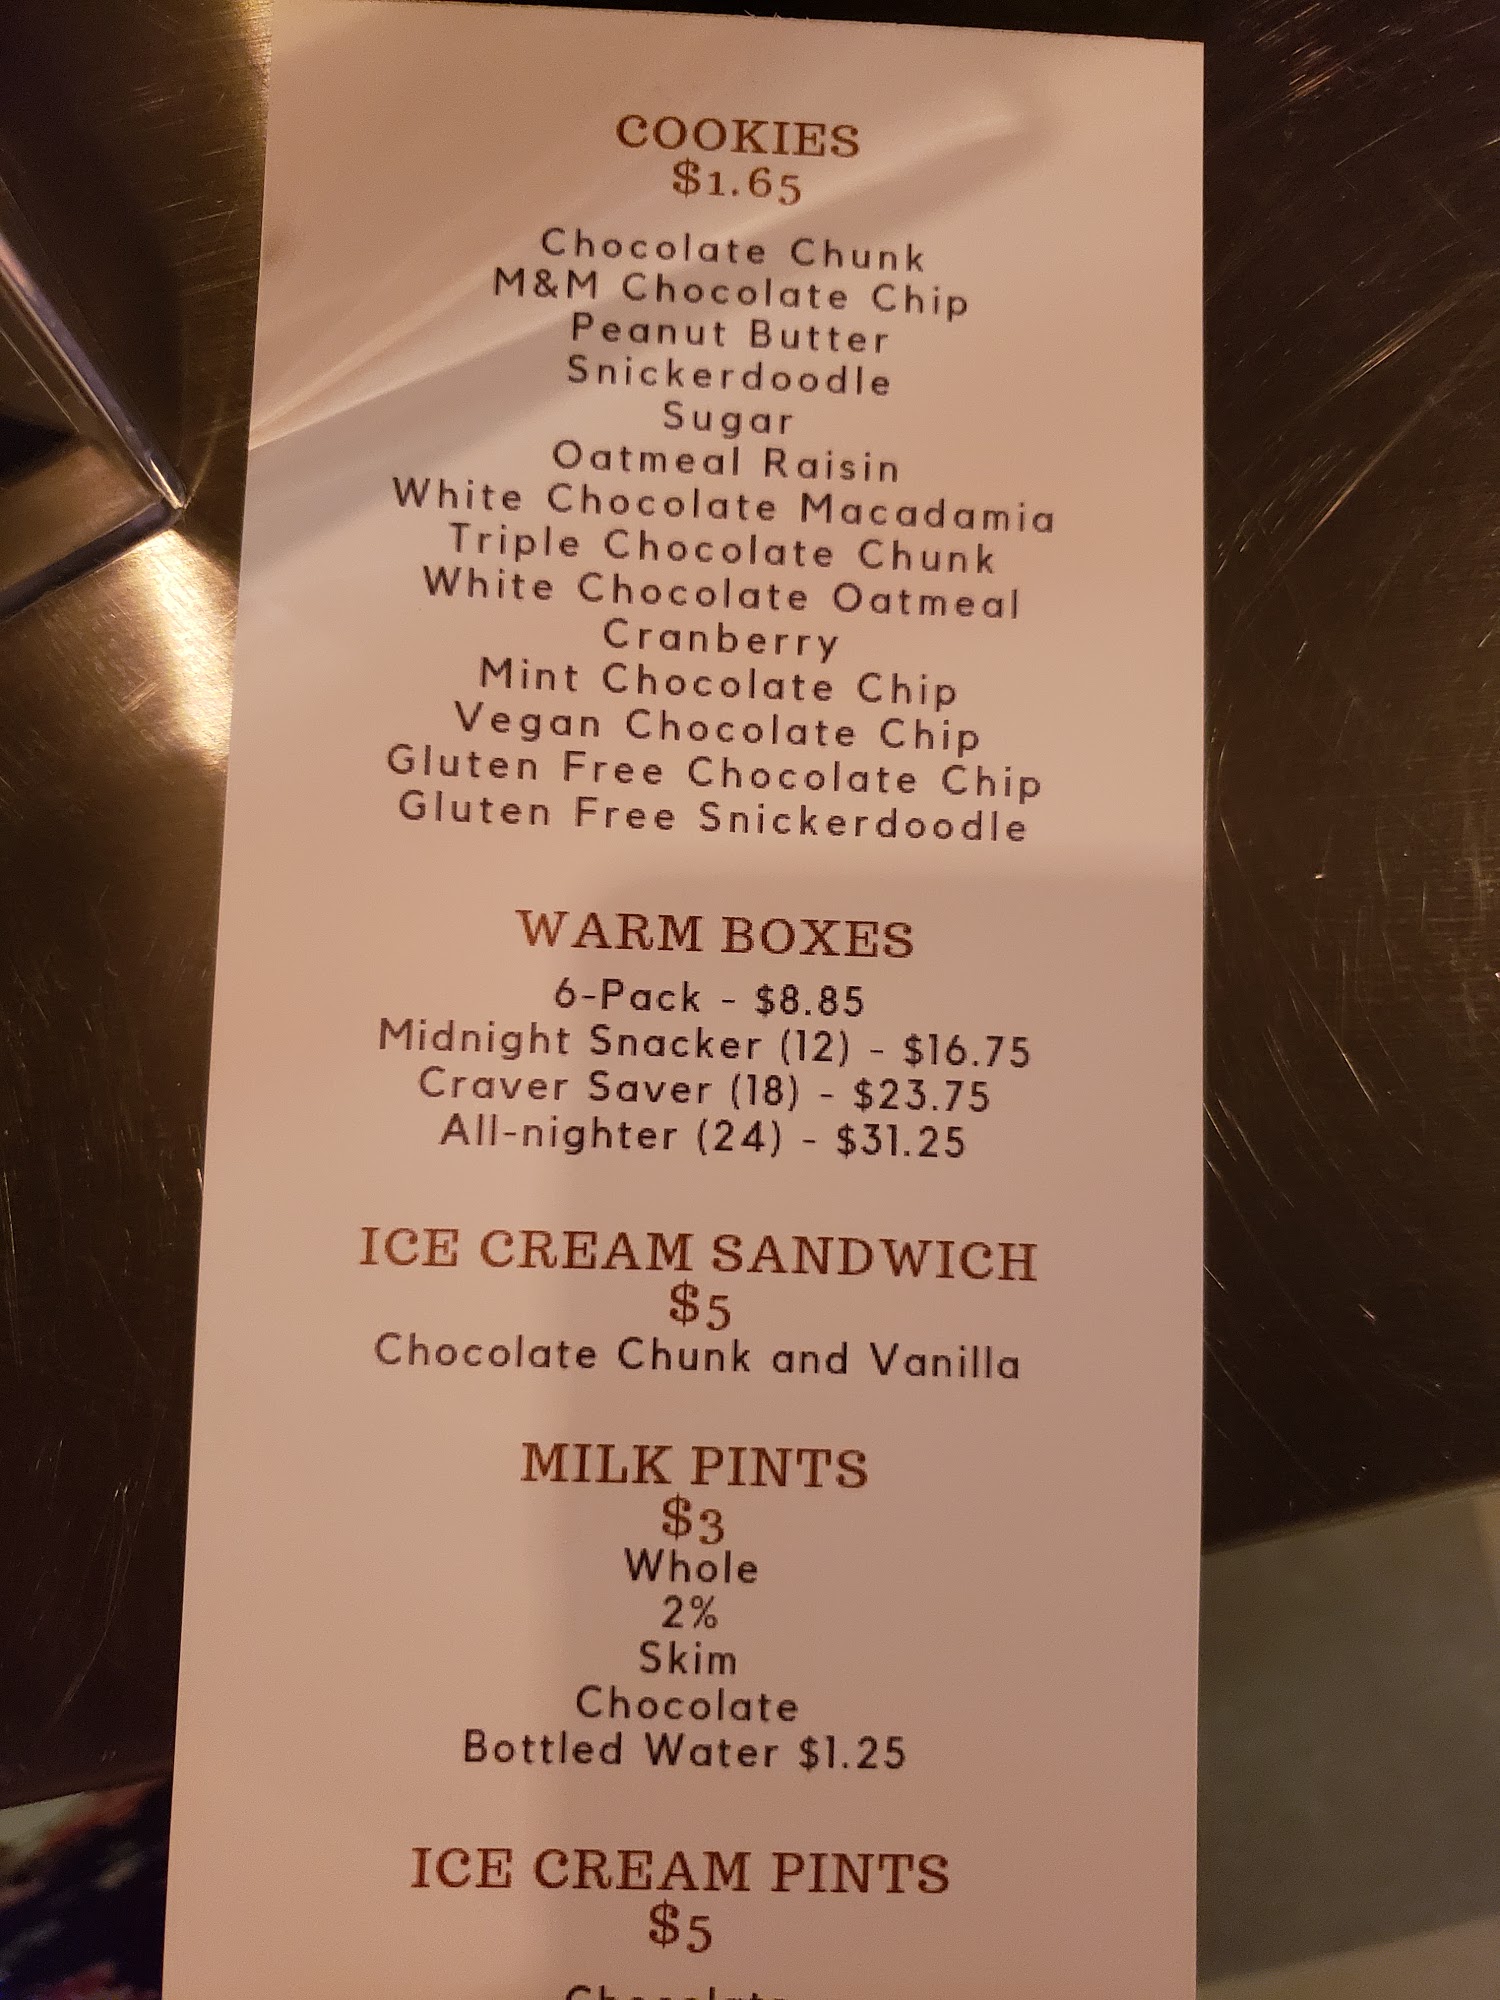 COOKIES
$1.65
Chocolate Chunk
M&M Chocolate Chip
Peanut Butter
Snickerdoodle
Sugar
Oatmeal Raisin
White Chocolate Macadamia
Triple Chocolate Chunk
White Chocolate Oatmeal
Cranberry
Mint Chocolate Chip
Vegan Chocolate Chip
Gluten Free Chocolate Chip
Gluten Free Snickerdoodle
WARM BOXES
6-Pack - $8.85
Midnight Snacker (12) - $16.75
Craver Saver (18) - $23.75
All-nighter (24) - $31.25
ICE CREAM SANDWICH
$5
Chocolate Chunk and Vanilla
MILK PINTS
$3
Whole
2%
Skim
Chocolate
Bottled Water $1.25
ICE CREAM PINTS
$5